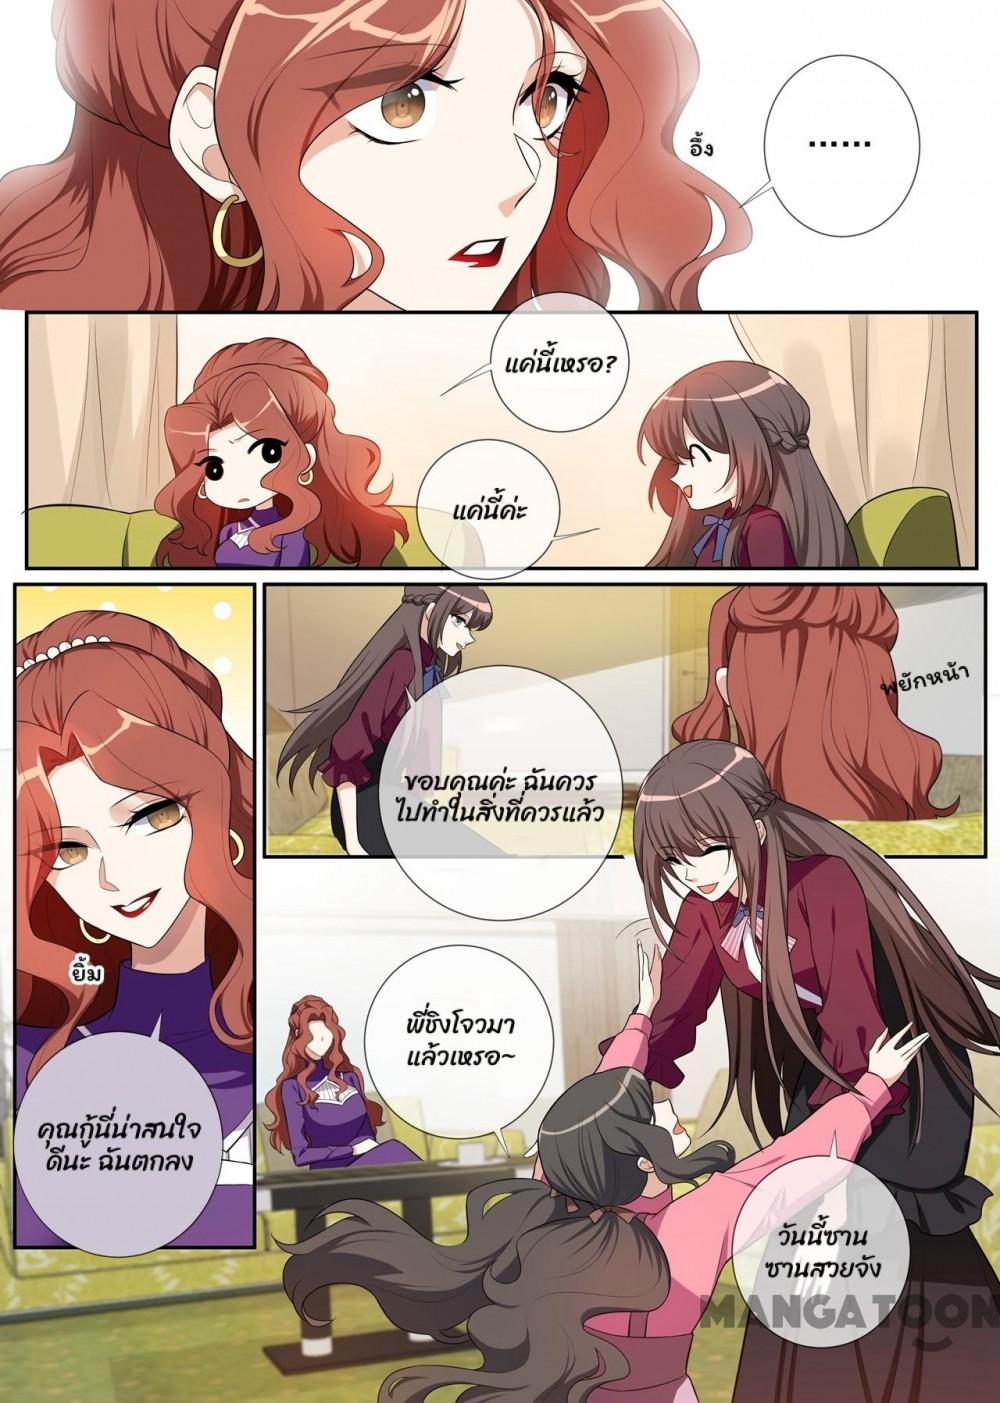 ......
อึ้ง
แค่นี้เหรอ?
แค่นี้ค่ะ
พยักหน้า
ขอบคุณค่ะ ฉันควร
ไปทำในสิ่งที่ควรแล้ว
ยิ้ม
คุณกู้นี่น่าสนใจ
ดีนะ ฉันตกลง
พี่ชิงโจวมา
แล้วเหรอ~
วันนี้ซาน
ซานสวยจัง
MANGATOON